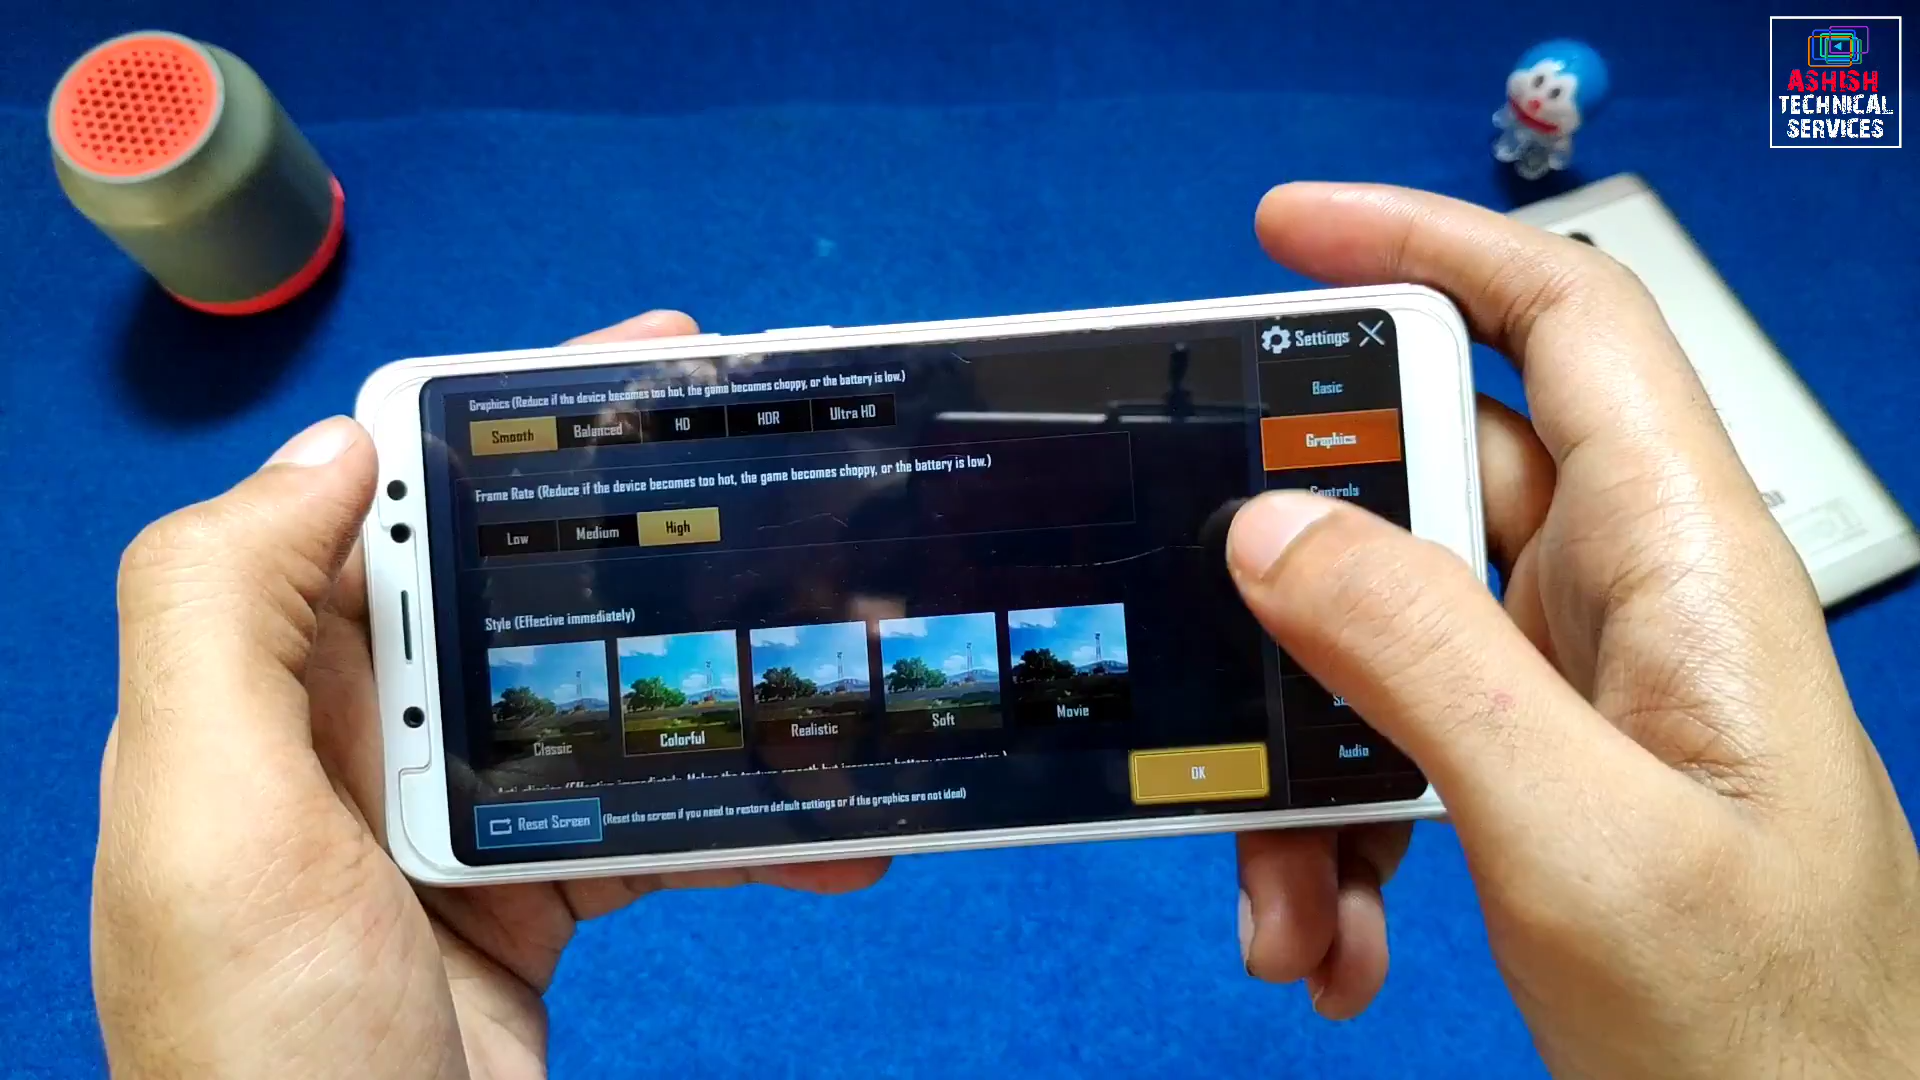 ASHISH
TECHNICAL
SERVICES
Settings
Graphics (Reduce if the device becomes too hot, the game becomes choppy, or the battery is low.)
Smooth Balanced HD HDR Ultra HD
Basic
Graphics
Frame Rate (Reduce if the device becomes too hot, the game becomes choppy, or the battery is low.)
Low Medium High
Controls
Style (Effective immediately)
Classic Colorful Realistic Soft Movie
Audio
OK
Reset Screen (Reset the screen if you need to restore default settings or if the graphics are not ideal)